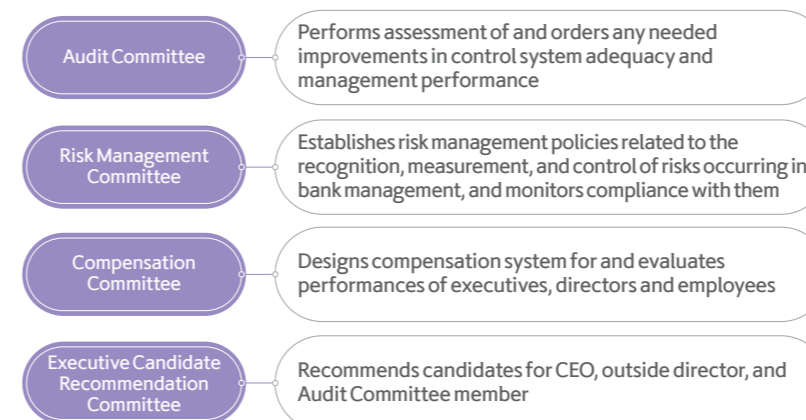 Audit Committee
Performs assessment of and orders any needed
improvements in control system adequacy and
management performance
Risk Management
Committee
Establishes risk management policies related to the
recognition, measurement, and control of risks occurring in
bank management, and monitors compliance with them
Compensation
Committee
Designs compensation system for and evaluates
performances of executives, directors and employees
Executive Candidate
Recommendation
Committee
Recommends candidates for CEO, outside director, and
Audit Committee member